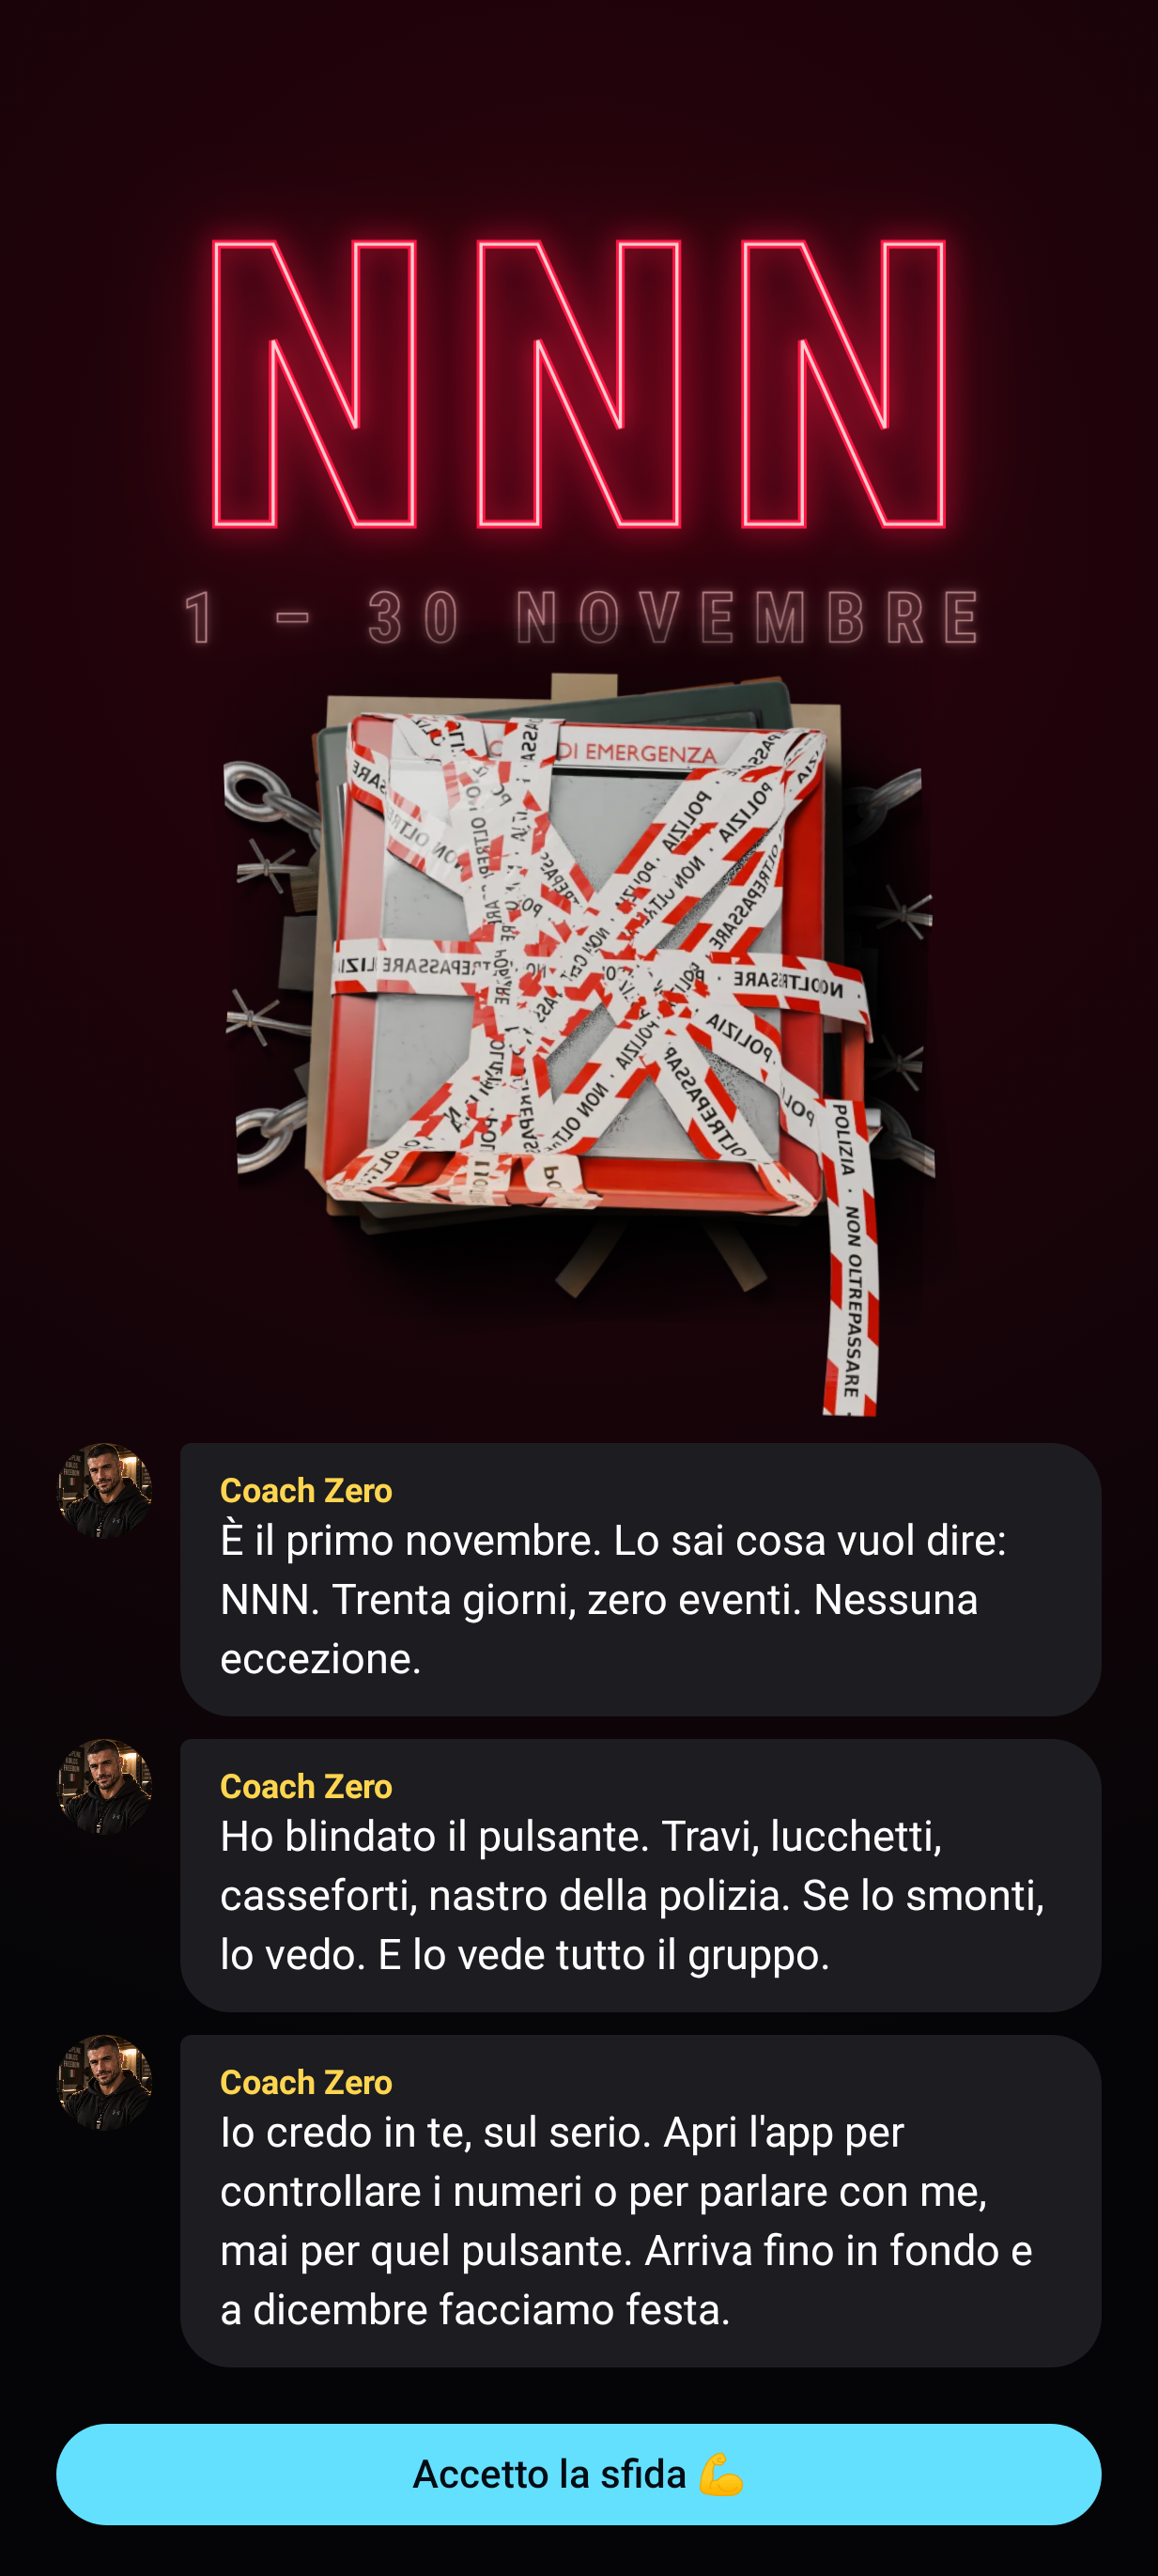 NNN
1 – 30 NOVEMBRE
DI EMERGENZA
POLIZIA
POLIZIA
POLIZIA · NON OLTREPASSARE ·
Coach Zero
È il primo novembre. Lo sai cosa vuol dire:
NNN. Trenta giorni, zero eventi. Nessuna
eccezione.
Coach Zero
Ho blindato il pulsante. Travi, lucchetti,
casseforti, nastro della polizia. Se lo smonti,
lo vedo. E lo vede tutto il gruppo.
Coach Zero
Io credo in te, sul serio. Apri l'app per
controllare i numeri o per parlare con me,
mai per quel pulsante. Arriva fino in fondo e
a dicembre facciamo festa.
Accetto la sfida 💪